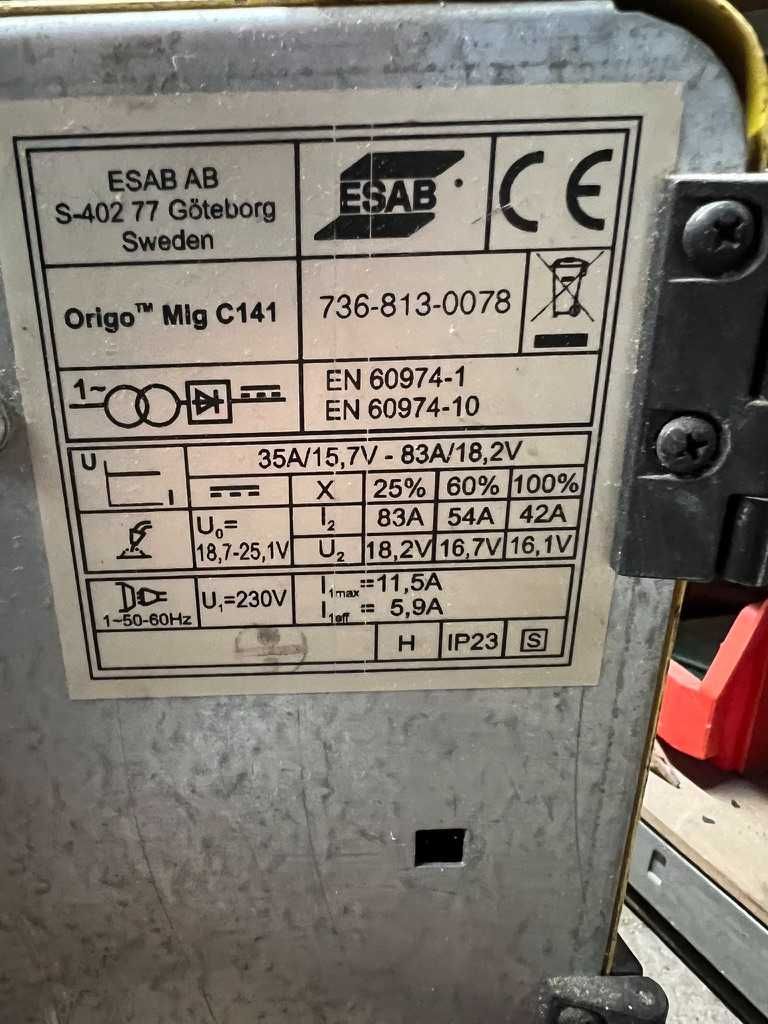 ESAB AB
S-402 77 Göteborg
Sweden
ESAB
CE
Origo™ Mig C141
736-813-0078
1~
EN 60974-1
EN 60974-10
U
I
35A/15,7V - 83A/18,2V
X 25% 60% 100%
U₀=
18,7-25,1V
I₂ 83A 54A 42A
U₂ 18,2V 16,7V 16,1V
1~50-60Hz
U₁=230V
I₁max=11,5A
I₁eff = 5,9A
H IP23 S